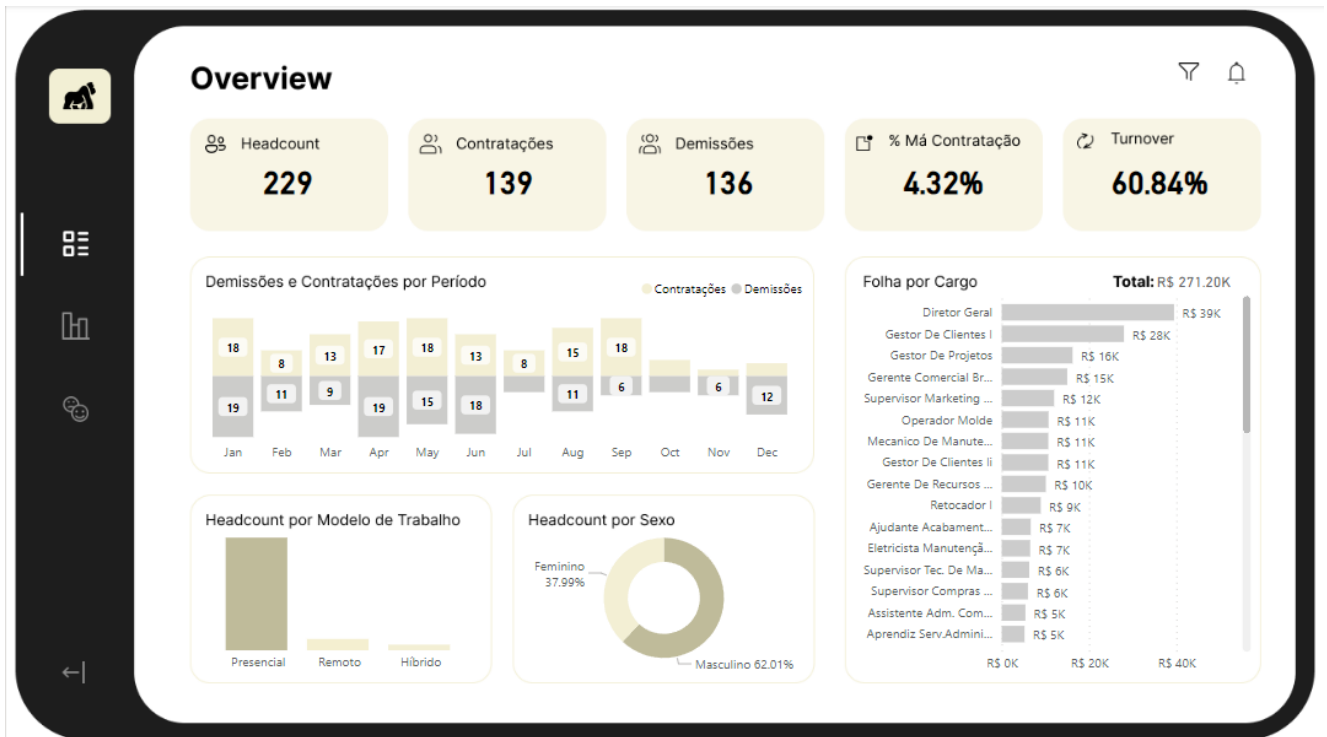 Overview
Headcount
229
Contratações
139
Demissões
136
% Má Contratação
4.32%
Turnover
60.84%
Demissões e Contratações por Período
Contratações Demissões
18 8 13 17 18 13 8 15 18
19 11 9 19 15 18 11 6 6 12
Jan Feb Mar Apr May Jun Jul Aug Sep Oct Nov Dec
Headcount por Modelo de Trabalho
Presencial Remoto Híbrido
Headcount por Sexo
Feminino
37.99%
Masculino 62.01%
Folha por Cargo Total: R$ 271.20K
Diretor Geral R$ 39K
Gestor De Clientes I R$ 28K
Gestor De Projetos R$ 16K
Gerente Comercial Br... R$ 15K
Supervisor Marketing ... R$ 12K
Operador Molde R$ 11K
Mecanico De Manute... R$ 11K
Gestor De Clientes Ii R$ 11K
Gerente De Recursos ... R$ 10K
Retocador I R$ 9K
Ajudante Acabament... R$ 7K
Eletricista Manutençã... R$ 7K
Supervisor Tec. De Ma... R$ 6K
Supervisor Compras ... R$ 6K
Assistente Adm. Com... R$ 5K
Aprendiz Serv.Admini... R$ 5K
R$ 0K R$ 20K R$ 40K